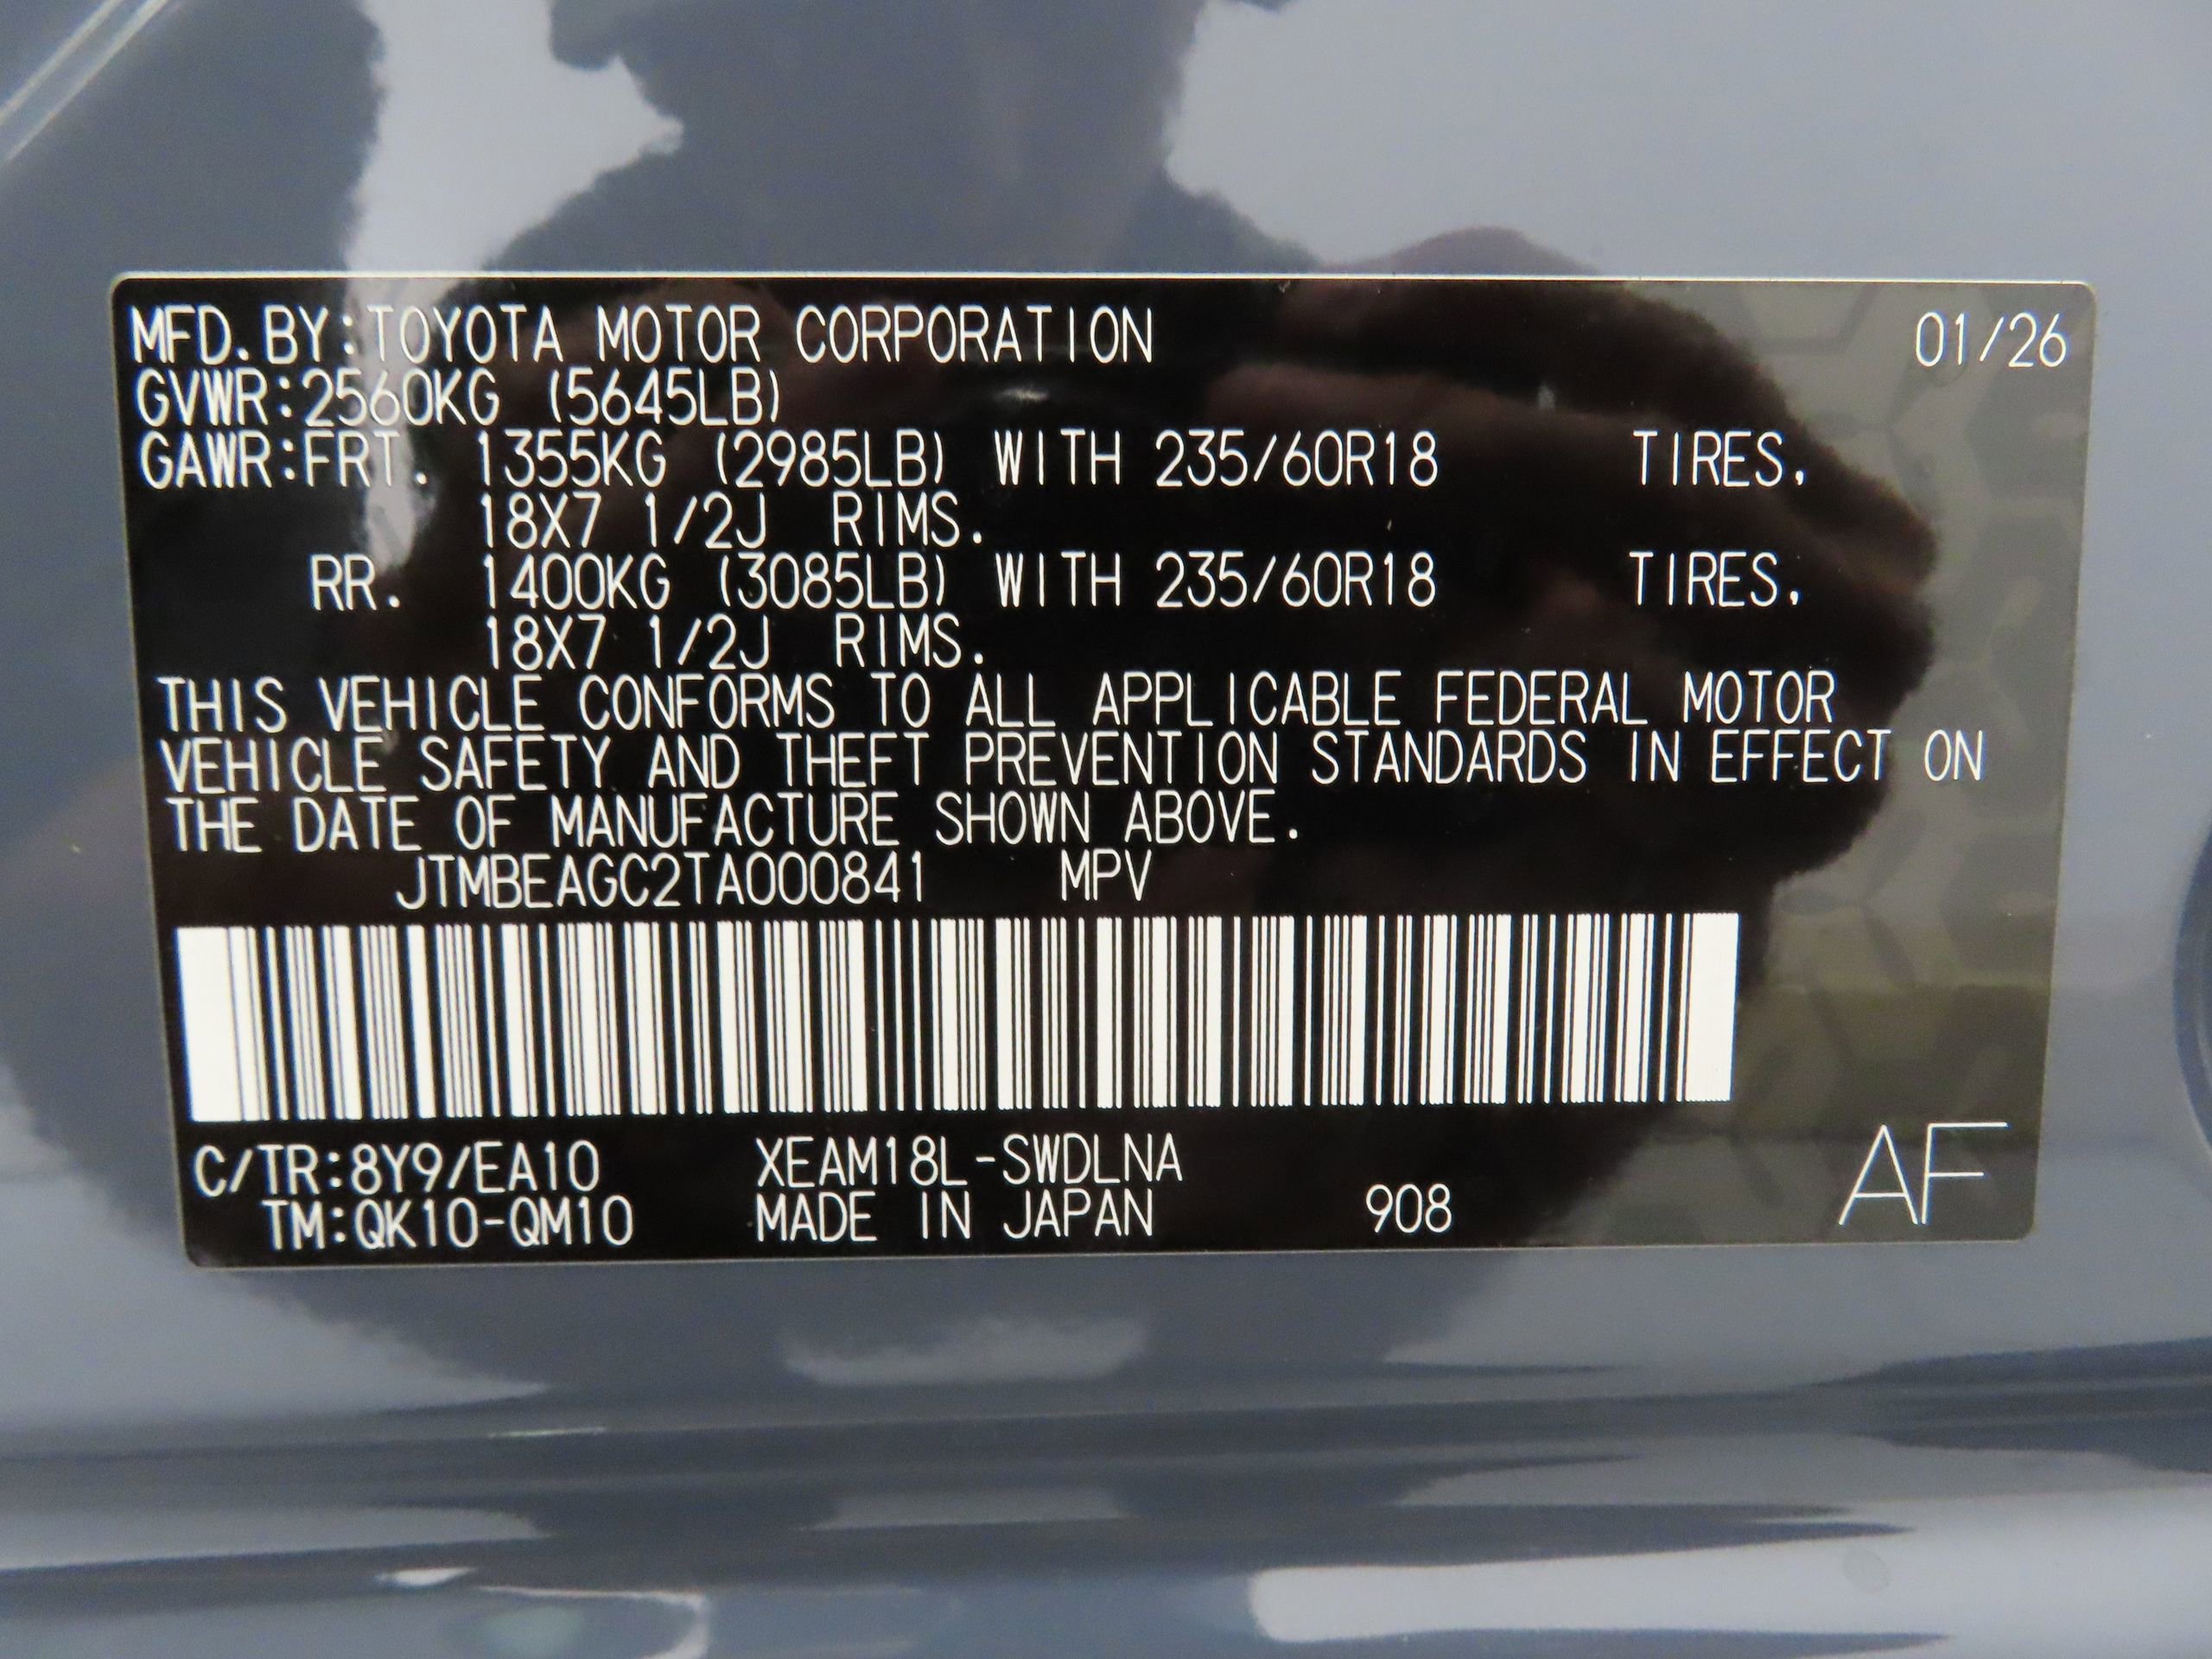 MFD.BY:TOYOTA MOTOR CORPORATION 01/26
GVWR:2560KG (5645LB)
GAWR:FRT. 1355KG (2985LB) WITH 235/60R18 TIRES,
18X7 1/2J RIMS.
RR. 1400KG (3085LB) WITH 235/60R18 TIRES,
18X7 1/2J RIMS.
THIS VEHICLE CONFORMS TO ALL APPLICABLE FEDERAL MOTOR
VEHICLE SAFETY AND THEFT PREVENTION STANDARDS IN EFFECT ON
THE DATE OF MANUFACTURE SHOWN ABOVE.
JTMBEAGC2TA000841 MPV
C/TR:8Y9/EA10 XEAM18L-SWDLNA
TM:QK10-QM10 MADE IN JAPAN 908 AF